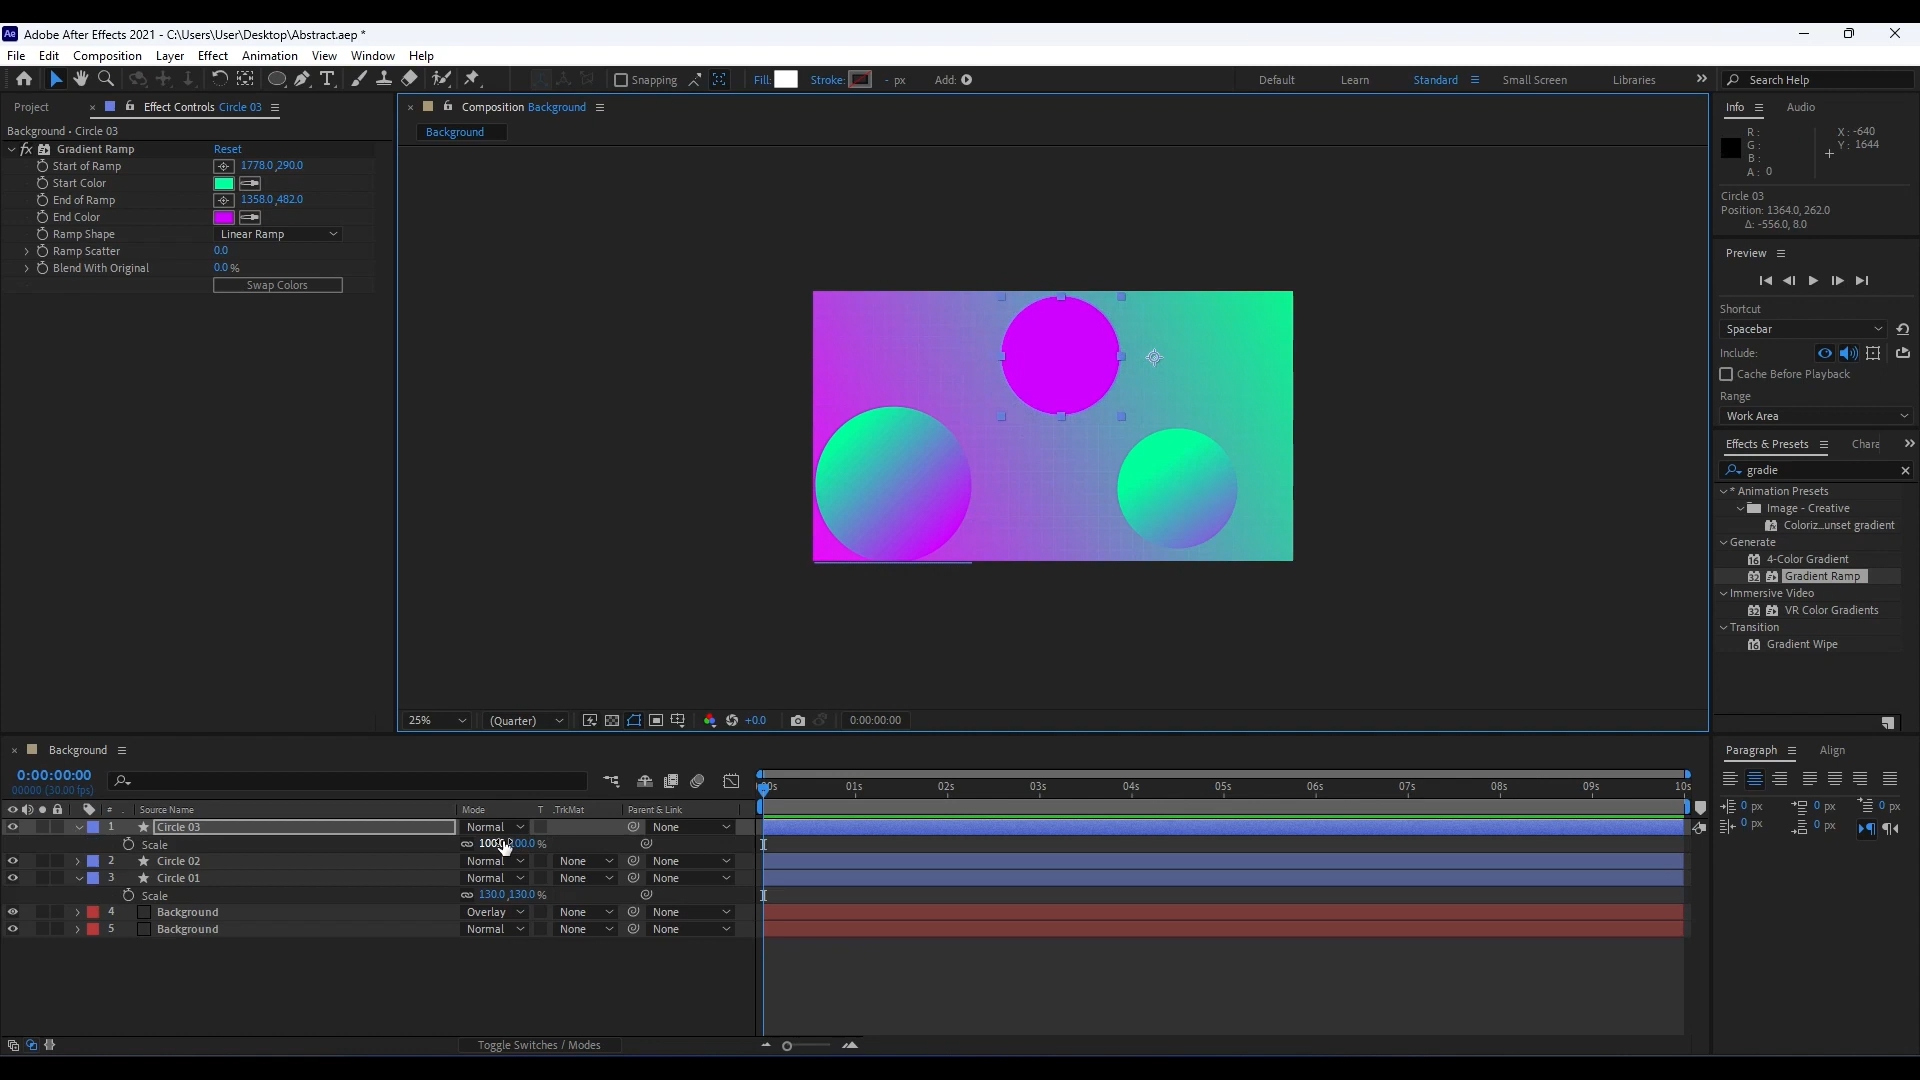 Ae Adobe After Effects 2021 - C:\Users\User\Desktop\Abstract.aep *
File Edit Composition Layer Effect Animation View Window Help
Snapping Fill: Stroke: - px Add: Default Learn Standard Small Screen Libraries Search Help
Project Effect Controls Circle 03
Background • Circle 03
fx Gradient Ramp Reset
Start of Ramp 1778.0,290.0
Start Color
End of Ramp 1358.0,482.0
End Color
Ramp Shape Linear Ramp
Ramp Scatter 0.0
Blend With Original 0.0 %
Swap Colors
Composition Background
Background
25% (Quarter) +0.0 0:00:00:00
Info Audio
R: X: -640
G: Y: 1644
B:
A: 0
Circle 03
Position: 1364.0, 262.0
Δ: -556.0, 8.0
Preview
Shortcut
Spacebar
Include:
Cache Before Playback
Range
Work Area
Effects & Presets Chara
gradie
* Animation Presets
Image - Creative
Coloriz...unset gradient
Generate
4-Color Gradient
Gradient Ramp
Immersive Video
VR Color Gradients
Transition
Gradient Wipe
Background
0:00:00:00
00000 (30.00 fps)
# Source Name Mode T .TrkMat Parent & Link
1 Circle 03 Normal None
Scale %
2 Circle 02 Normal None None
3 Circle 01 Normal None None
Scale 130.0,130.0 %
4 Background Overlay None None
5 Background Normal None None
Toggle Switches / Modes
01s 02s 03s 04s 05s 06s 07s 08s 09s 10s
Paragraph Align
0 px 0 px 0 px
0 px 0 px